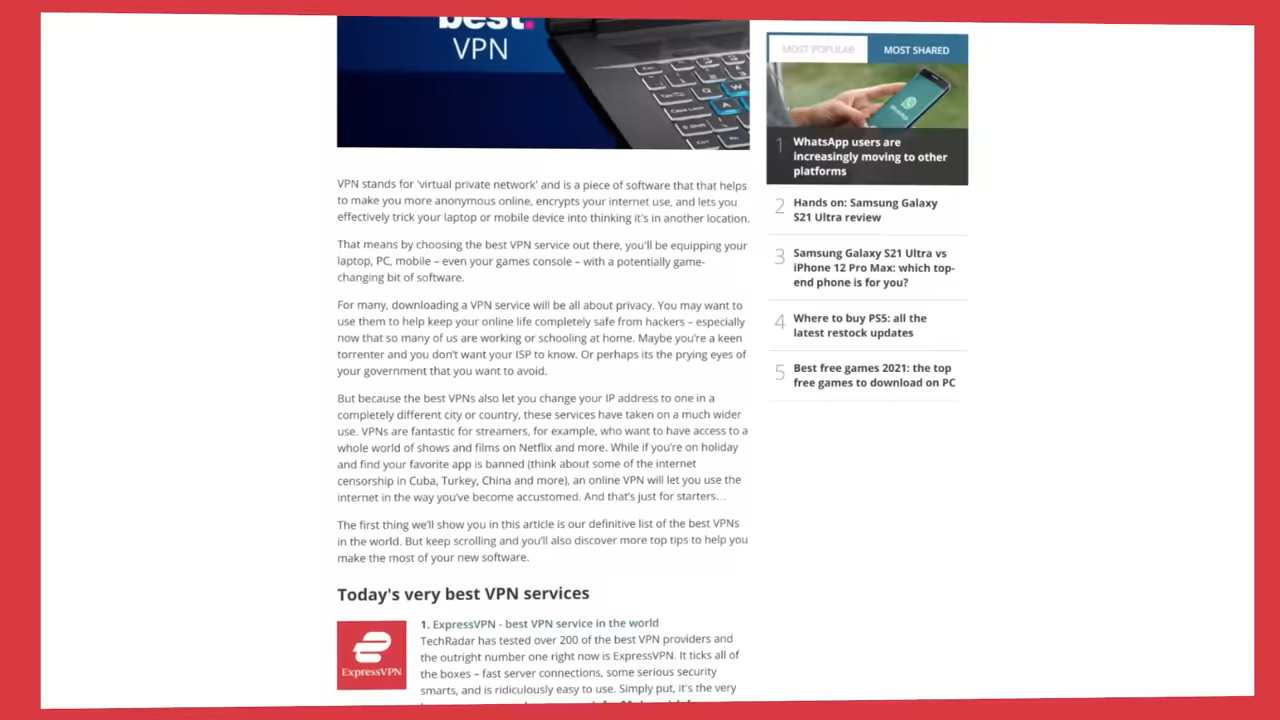 best.
VPN
VPN stands for 'virtual private network' and is a piece of software that that helps
to make you more anonymous online, encrypts your internet use, and lets you
effectively trick your laptop or mobile device into thinking it's in another location.
That means by choosing the best VPN service out there, you'll be equipping your
laptop, PC, mobile – even your games console – with a potentially game-
changing bit of software.
For many, downloading a VPN service will be all about privacy. You may want to
use them to help keep your online life completely safe from hackers – especially
now that so many of us are working or schooling at home. Maybe you're a keen
torrenter and you don't want your ISP to know. Or perhaps its the prying eyes of
your government that you want to avoid.
But because the best VPNs also let you change your IP address to one in a
completely different city or country, these services have taken on a much wider
use. VPNs are fantastic for streamers, for example, who want to have access to a
whole world of shows and films on Netflix and more. While if you're on holiday
and find your favorite app is banned (think about some of the internet
censorship in Cuba, Turkey, China and more), an online VPN will let you use the
internet in the way you've become accustomed. And that's just for starters…
The first thing we'll show you in this article is our definitive list of the best VPNs
in the world. But keep scrolling and you'll also discover more top tips to help you
make the most of your new software.
Today's very best VPN services
ExpressVPN
1. ExpressVPN - best VPN service in the world
TechRadar has tested over 200 of the best VPN providers and
the outright number one right now is ExpressVPN. It ticks all of
the boxes – fast server connections, some serious security
smarts, and is ridiculously easy to use. Simply put, it's the very
MOST POPULAR
MOST SHARED
WhatsApp
1 WhatsApp users are
increasingly moving to other
platforms
2 Hands on: Samsung Galaxy
S21 Ultra review
3 Samsung Galaxy S21 Ultra vs
iPhone 12 Pro Max: which top-
end phone is for you?
4 Where to buy PS5: all the
latest restock updates
5 Best free games 2021: the top
free games to download on PC